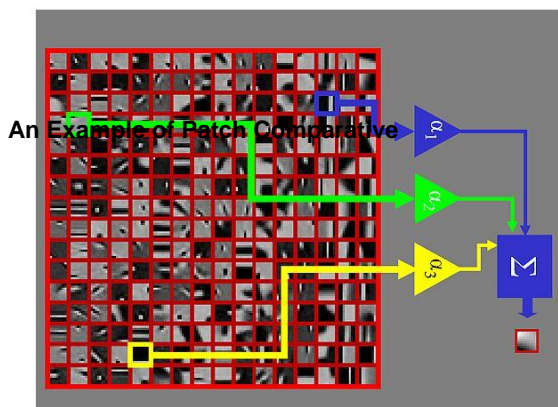 An Example of Patch Comparative
α1
α2
α3
Σ